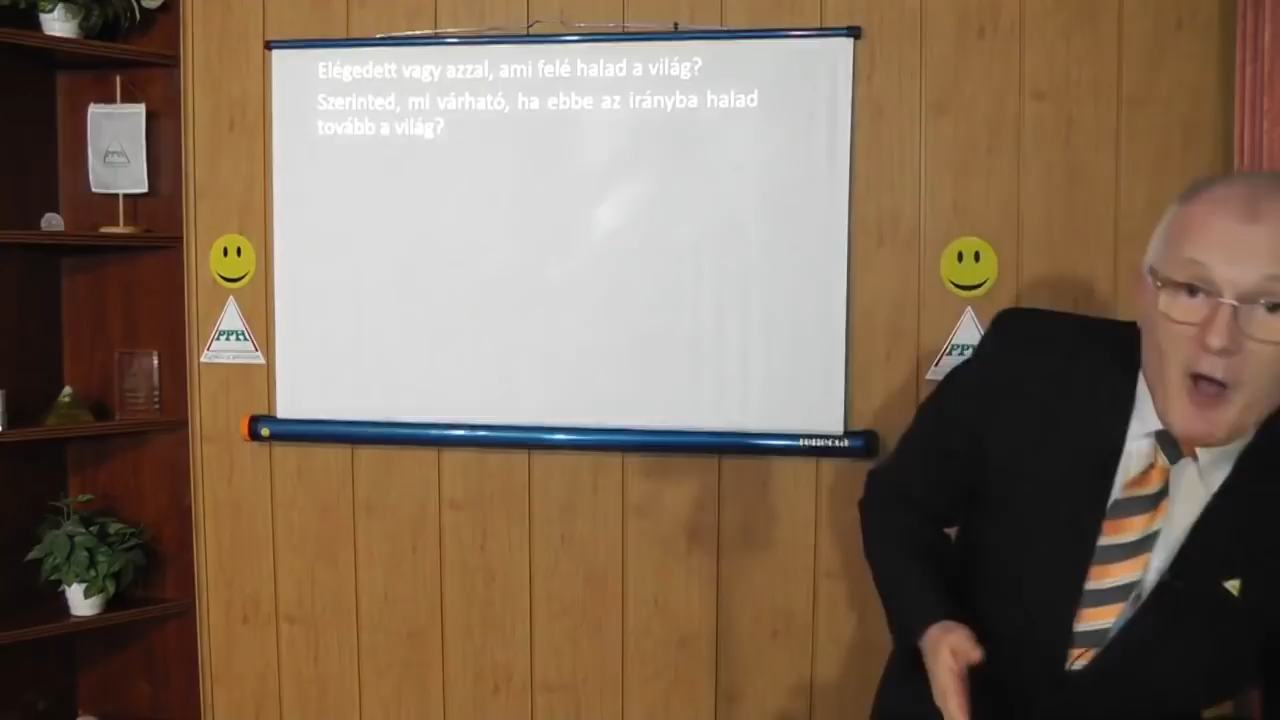 Elégedett vagy azzal, ami felé halad a világ?
Szerinted, mi várható, ha ebbe az irányba halad
tovább a világ?
PPH
PPH